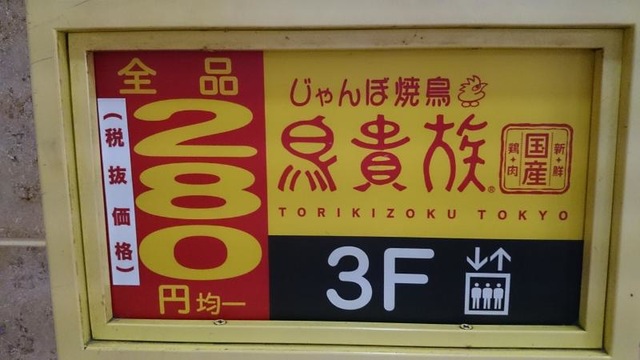 全品
280
円均一
(税抜価格)
じゃんぼ焼鳥
鳥貴族®
新+鮮
国産
鶏+肉
TORIKIZOKU TOKYO
3F